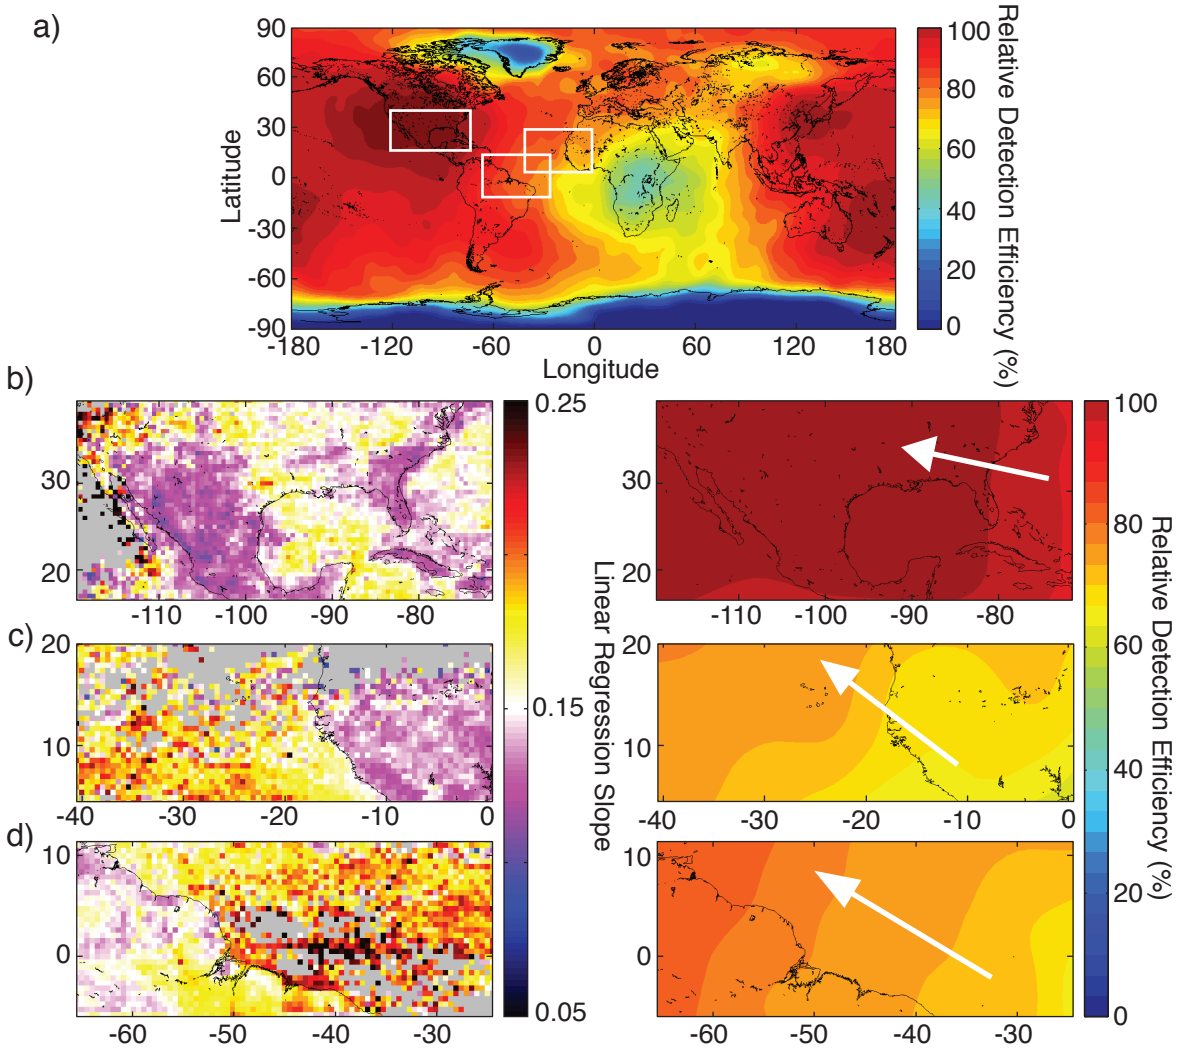 a)
90
60
30
0
-30
-60
-90
Latitude
-180 -120 -60 0 60 120 180
Longitude
100
80
60
40
20
0
Relative Detection Efficiency (%)
b)
30
20
-110 -100 -90 -80
0.25
0.15
0.05
Linear Regression Slope
30
20
-110 -100 -90 -80
100
80
60
40
20
0
Relative Detection Efficiency (%)
c)
20
10
-40 -30 -20 -10 0
20
10
-40 -30 -20 -10 0
d)
10
0
-60 -50 -40 -30
10
0
-60 -50 -40 -30